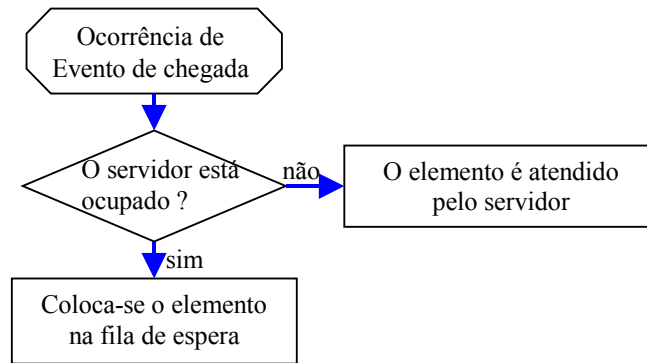 Ocorrência de
Evento de chegada
O servidor está
ocupado ?
não
O elemento é atendido
pelo servidor
sim
Coloca-se o elemento
na fila de espera